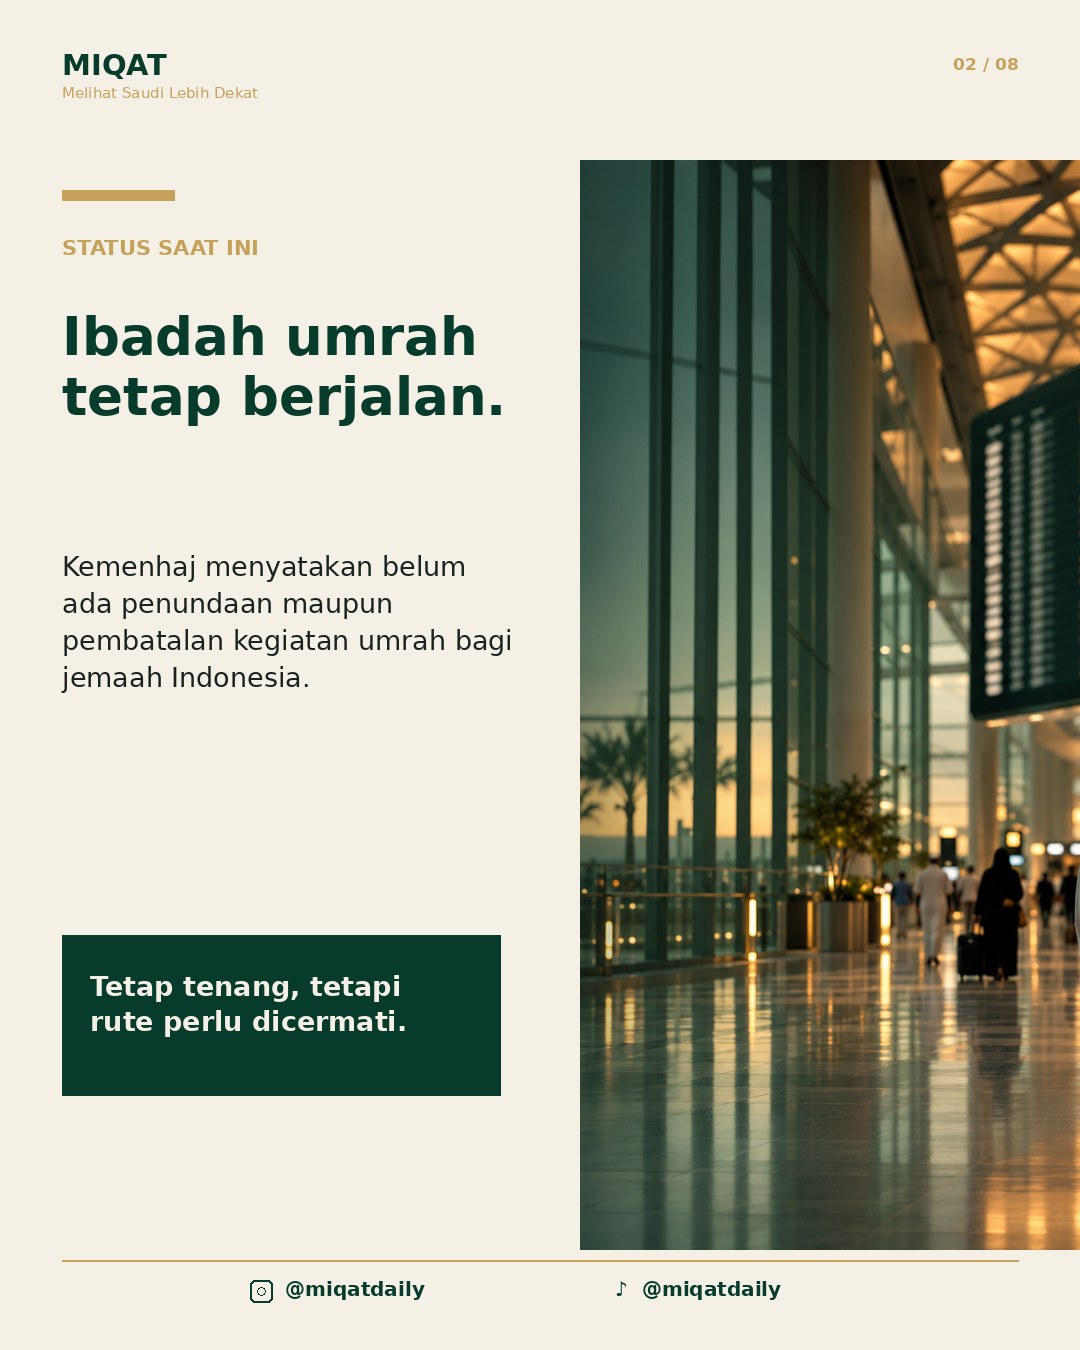 MIQAT
Melihat Saudi Lebih Dekat
02 / 08
STATUS SAAT INI
Ibadah umrah
tetap berjalan.
Kemenhaj menyatakan belum
ada penundaan maupun
pembatalan kegiatan umrah bagi
jemaah Indonesia.
Tetap tenang, tetapi
rute perlu dicermati.
@miqatdaily
@miqatdaily